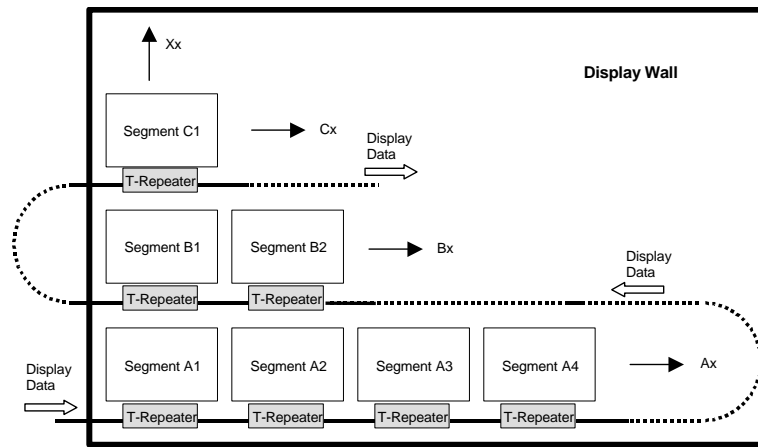 Xx
Display Wall
Segment C1
Cx
Display
Data
T-Repeater
Segment B1
Segment B2
Bx
Display
Data
T-Repeater
T-Repeater
Display
Data
Segment A1
Segment A2
Segment A3
Segment A4
Ax
T-Repeater
T-Repeater
T-Repeater
T-Repeater